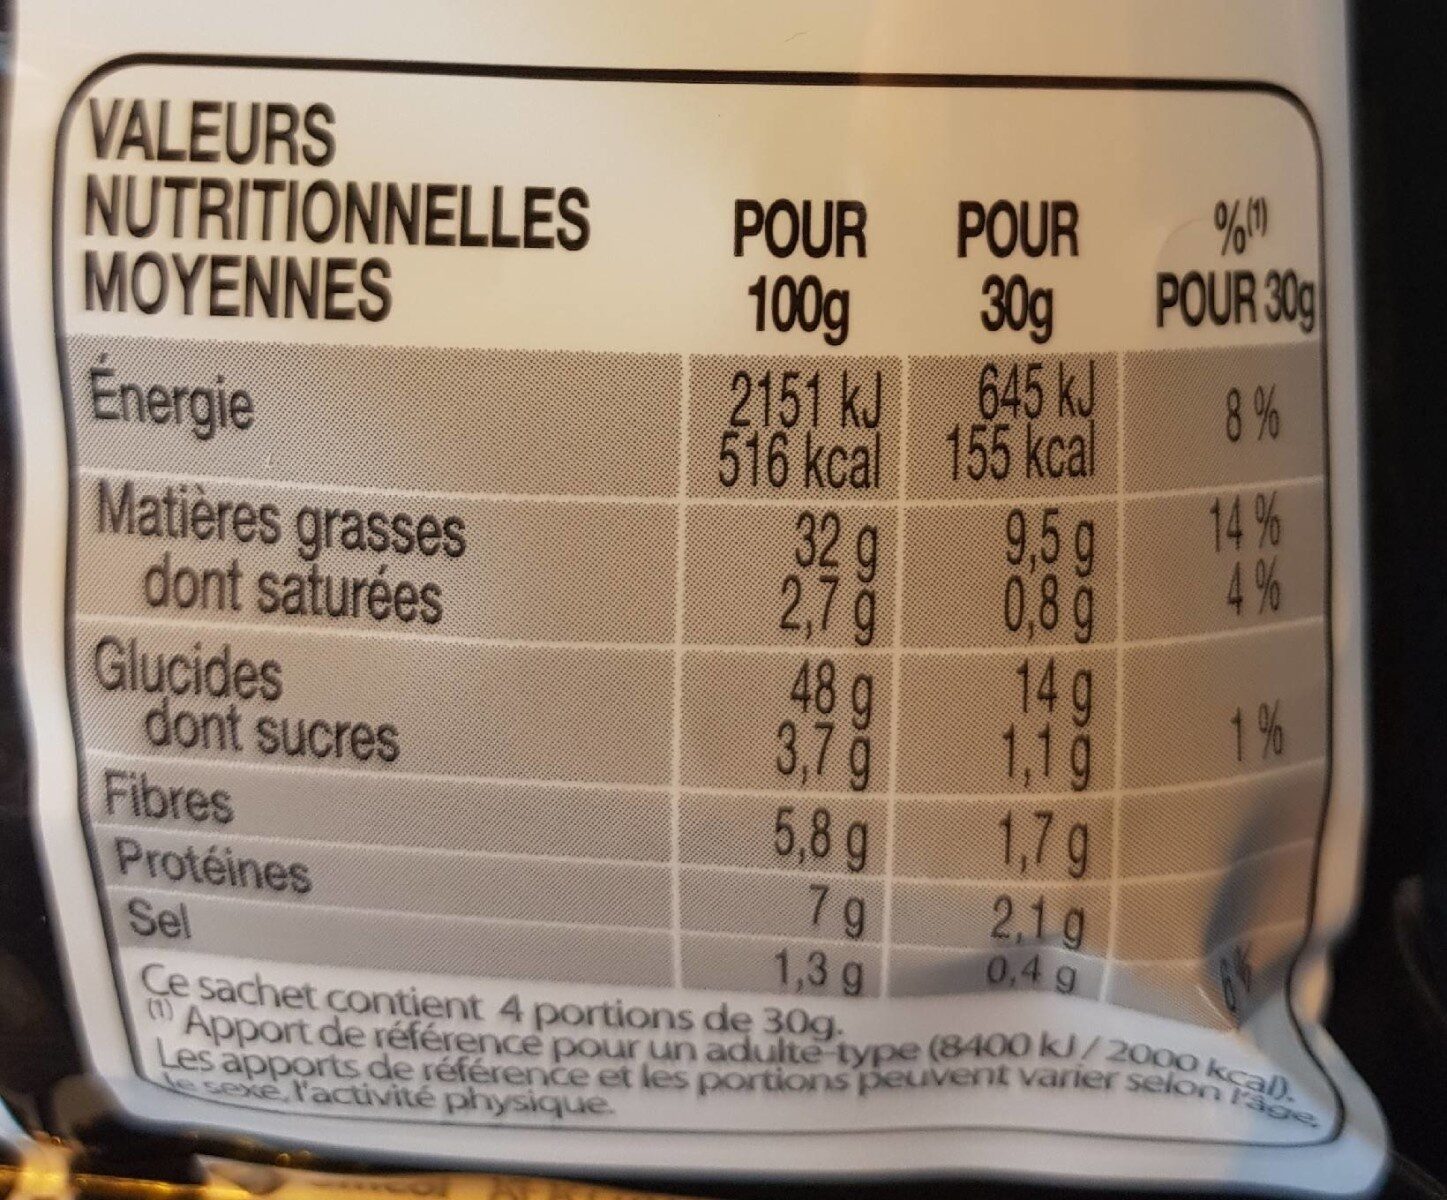 VALEURS
NUTRITIONNELLES
MOYENNES
POUR 100g
POUR 30g
%(1) POUR 30g
Énergie 2151 kJ 645 kJ 8 %
516 kcal 155 kcal
Matières grasses 32 g 9,5 g 14 %
dont saturées 2,7 g 0,8 g 4 %
Glucides 48 g 14 g
dont sucres 3,7 g 1,1 g 1 %
Fibres 5,8 g 1,7 g
Protéines 7 g 2,1 g
Sel 1,3 g 0,4 g 6%
Ce sachet contient 4 portions de 30g.
(1) Apport de référence pour un adulte-type (8400 kJ / 2000 kcal).
Les apports de référence et les portions peuvent varier selon l'âge,
le sexe, l'activité physique.